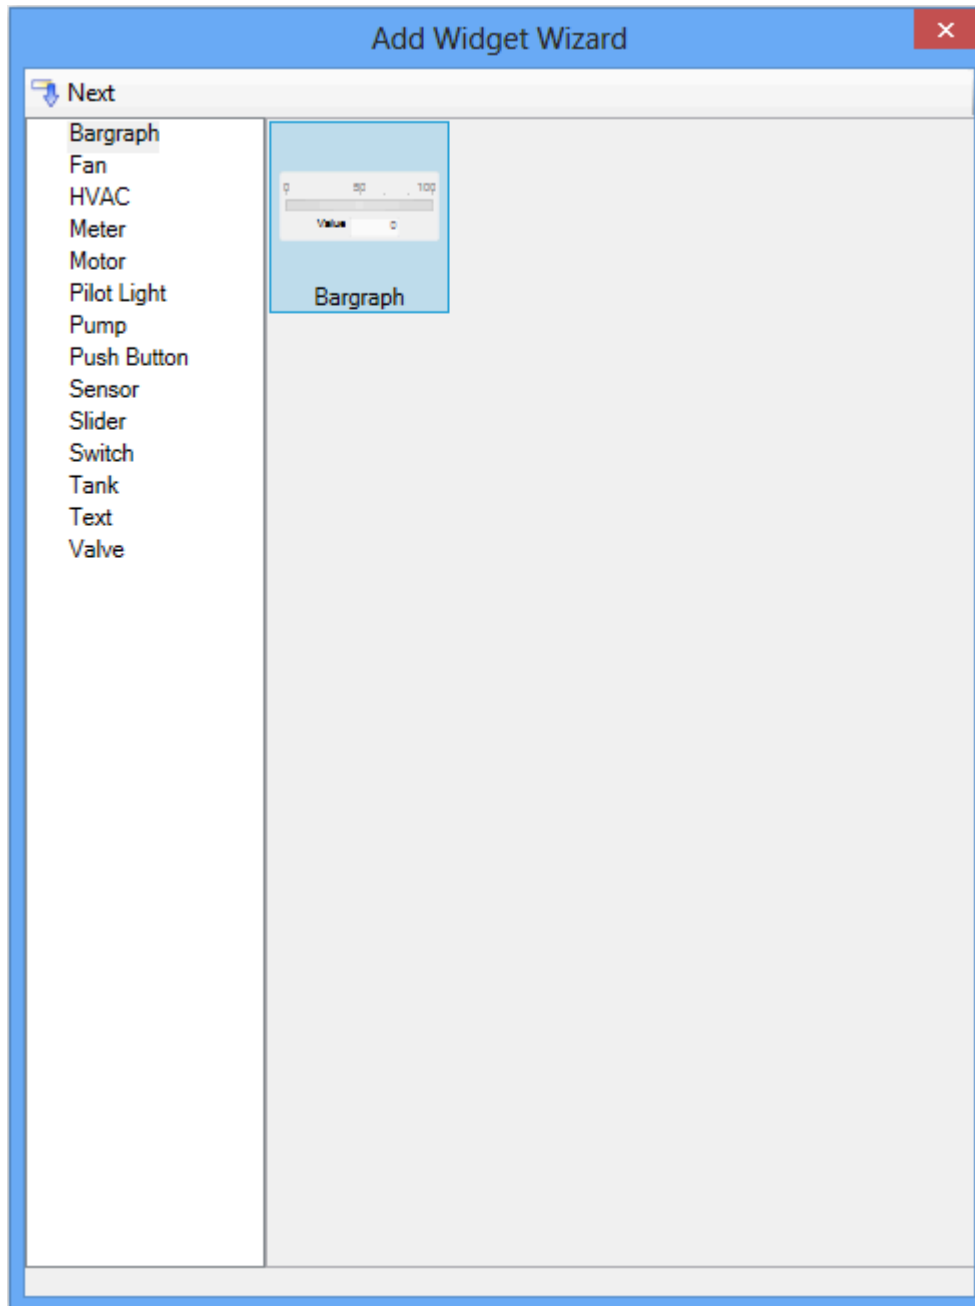 Add Widget Wizard
Next
Bargraph
Fan
HVAC
Meter
Motor
Pilot Light
Pump
Push Button
Sensor
Slider
Switch
Tank
Text
Valve
0 50 100
Value 0
Bargraph